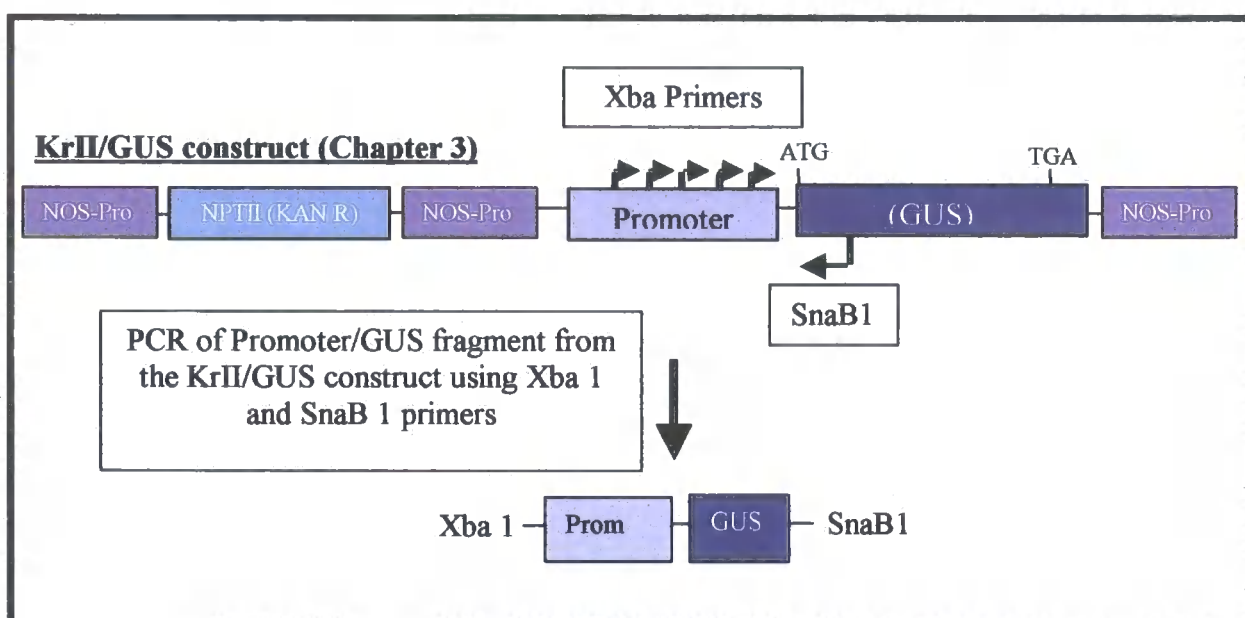 Xba Primers
KrII/GUS construct (Chapter 3)
ATG
TGA
NOS-Pro
NPTII (KAN R)
NOS-Pro
Promoter
(GUS)
NOS-Pro
SnaB1
PCR of Promoter/GUS fragment from
the KrII/GUS construct using Xba 1
and SnaB 1 primers
Xba 1
Prom
GUS
SnaB1